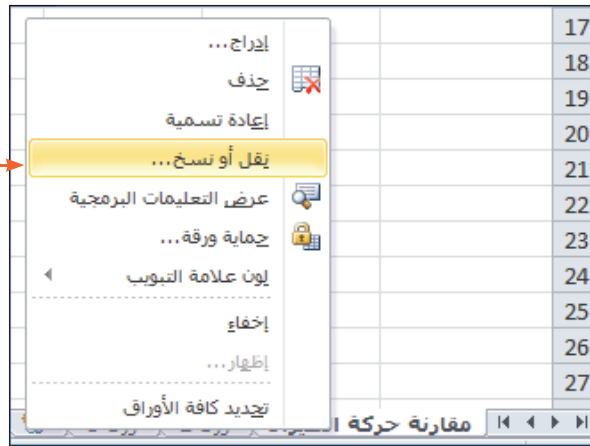 إدراج...
حذف
إعادة تسمية
نقل أو نسخ...
عرض التعليمات البرمجية
حماية ورقة...
لون علامة التبويب
إخفاء
إظهار...
تحديد كافة الأوراق
17
18
19
20
21
22
23
24
25
26
27
مقارنة حركة